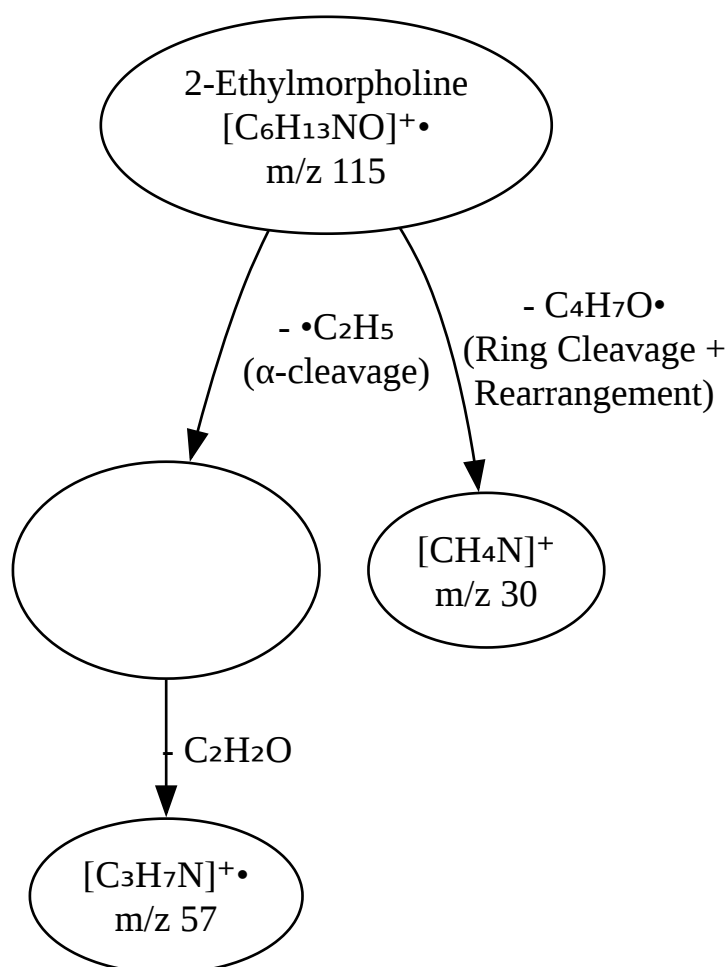 2-Ethylmorpholine
[C₆H₁₃NO]⁺•
m/z 115
- •C₂H₅
(α-cleavage)
- C₄H₇O•
(Ring Cleavage +
Rearrangement)
[CH₄N]⁺
m/z 30
- C₂H₂O
[C₃H₇N]⁺•
m/z 57